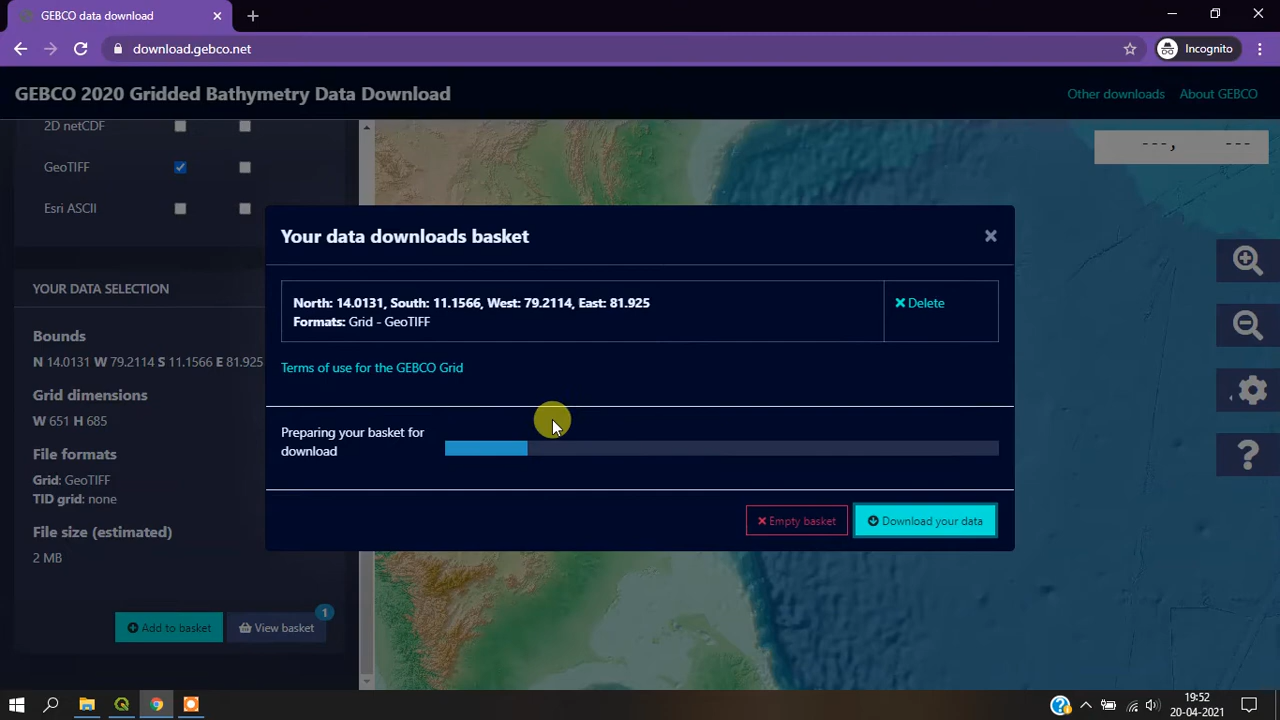 GEBCO data download
download.gebco.net
Incognito
GEBCO 2020 Gridded Bathymetry Data Download
Other downloads
About GEBCO
2D netCDF
GeoTIFF
Esri ASCII
YOUR DATA SELECTION
Bounds
N 14.0131 W 79.2114 S 11.1566 E 81.925
Grid dimensions
W 651 H 685
File formats
Grid: GeoTIFF
TID grid: none
File size (estimated)
2 MB
Add to basket
View basket
1
---, ---
Your data downloads basket
North: 14.0131, South: 11.1566, West: 79.2114, East: 81.925
Formats: Grid - GeoTIFF
Delete
Terms of use for the GEBCO Grid
Preparing your basket for
download
Empty basket
Download your data
19:52
20-04-2021